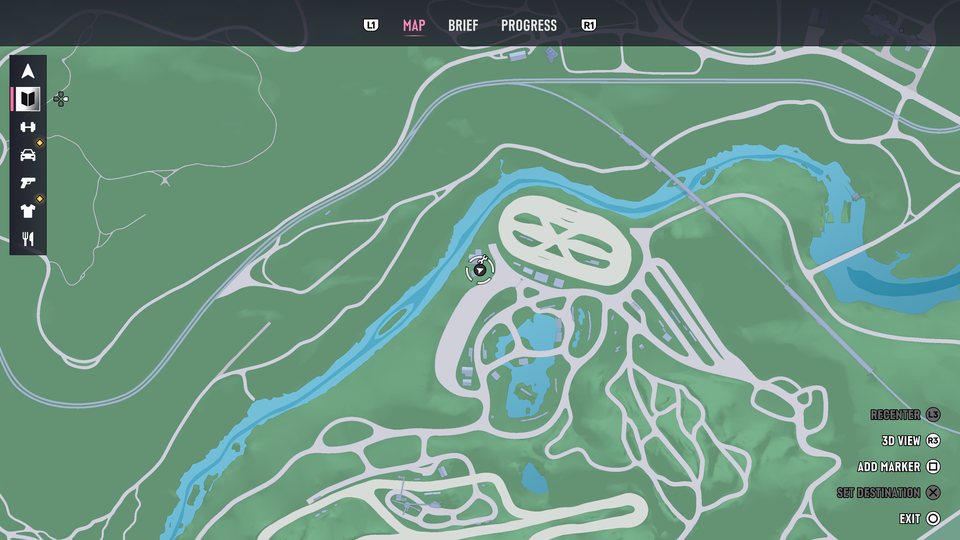 L1 MAP BRIEF PROGRESS R1
RECENTER L3
3D VIEW R3
ADD MARKER
SET DESTINATION
EXIT